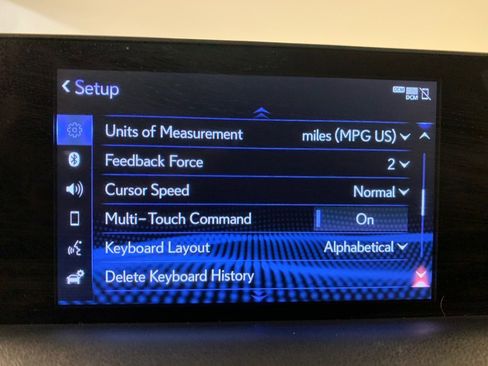 Setup
DCM
Units of Measurement miles (MPG US)
Feedback Force 2
Cursor Speed Normal
Multi-Touch Command On
Keyboard Layout Alphabetical
Delete Keyboard History